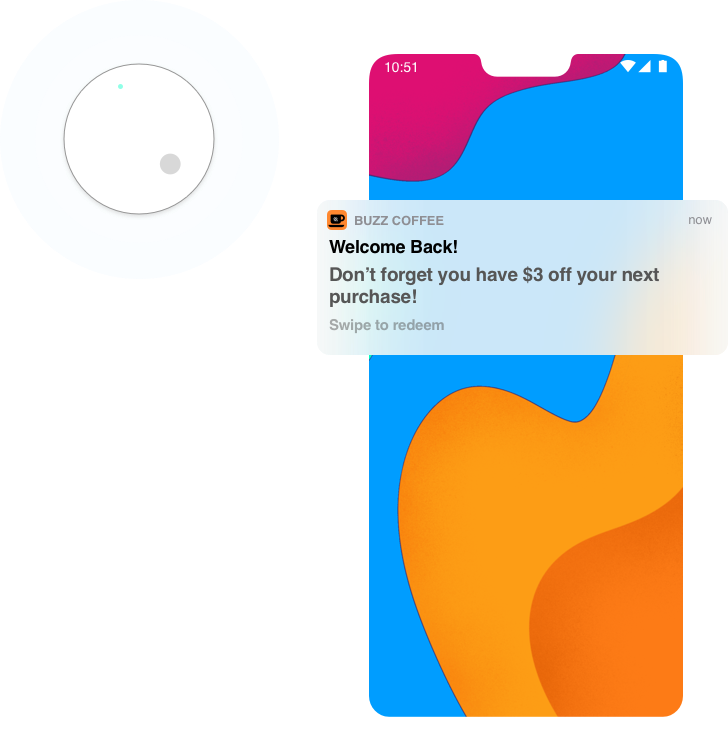 10:51
BUZZ COFFEE now
Welcome Back!
Don’t forget you have $3 off your next
purchase!
Swipe to redeem